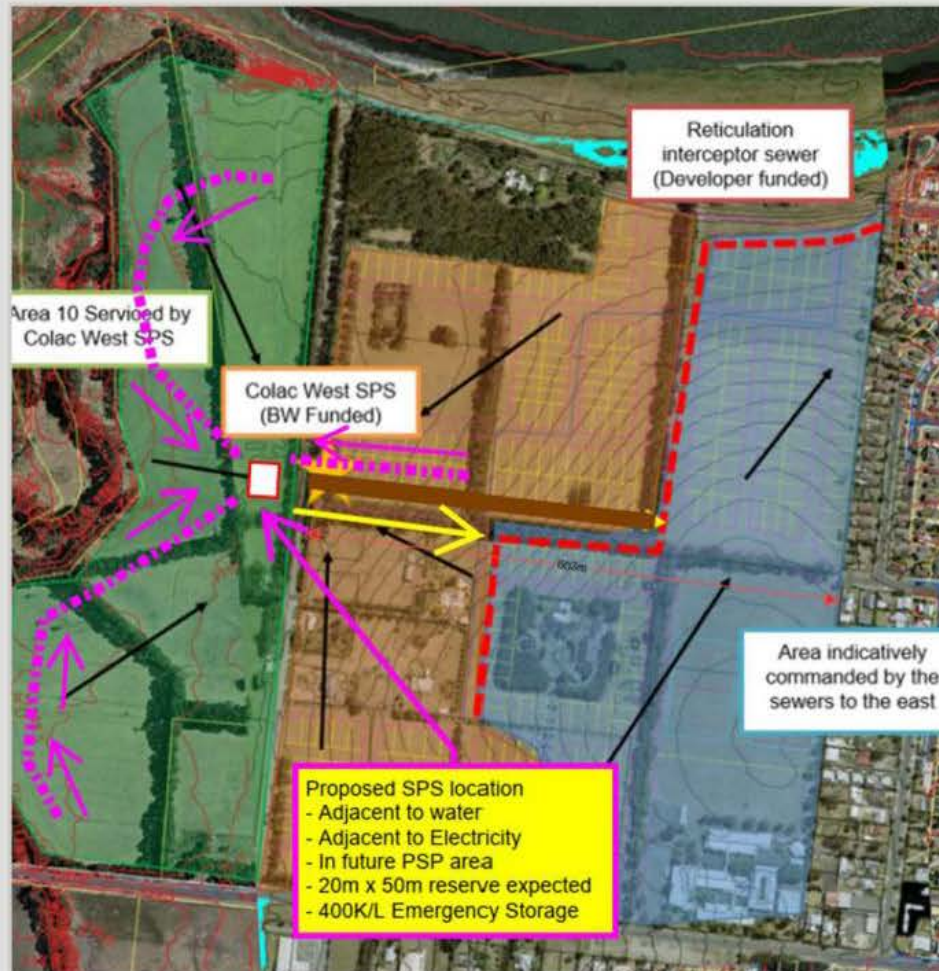 Reticulation
interceptor sewer
(Developer funded)
Area 10 Serviced by
Colac West SPS
Colac West SPS
(BW Funded)
603m
Area indicatively
commanded by the
sewers to the east
Proposed SPS location
- Adjacent to water
- Adjacent to Electricity
- In future PSP area
- 20m x 50m reserve expected
- 400K/L Emergency Storage